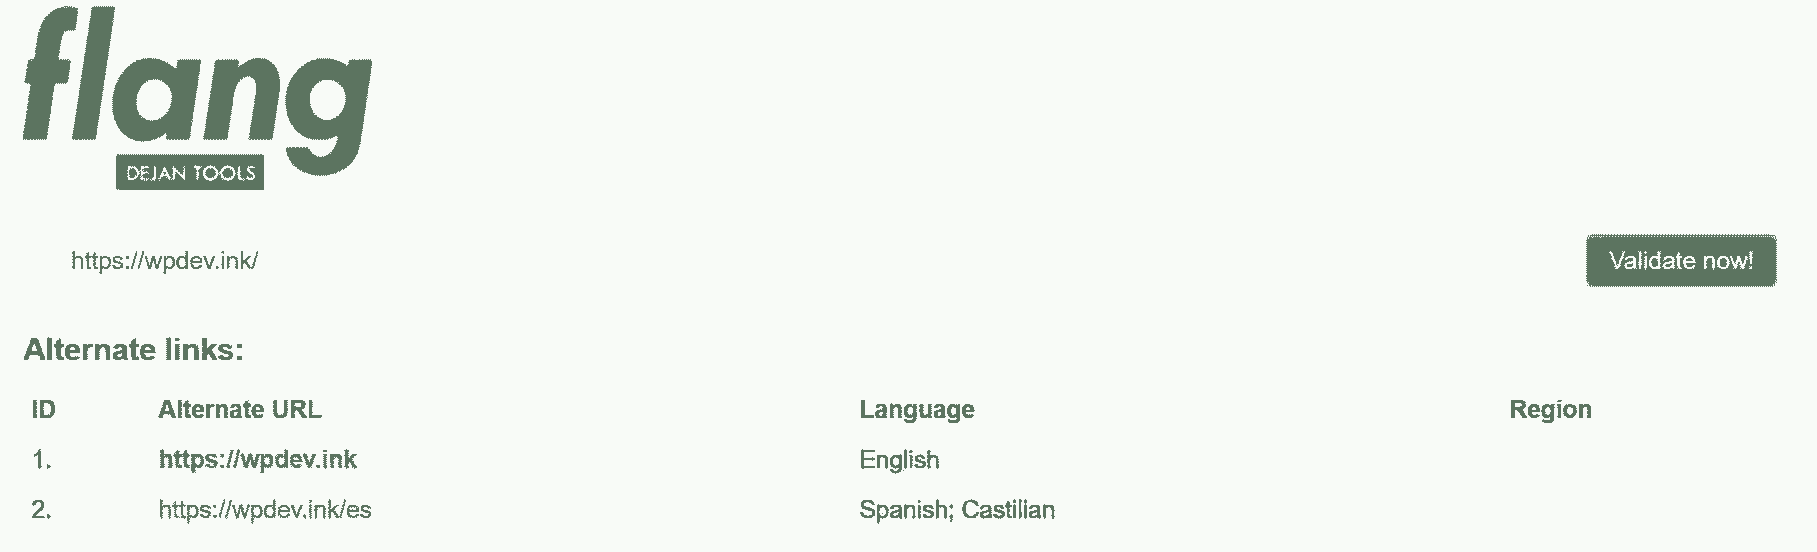 flang
DEJAN TOOLS
https://wpdev.ink/
Validate now!
Alternate links:
ID Alternate URL Language Region
1. https://wpdev.ink English
2. https://wpdev.ink/es Spanish; Castilian